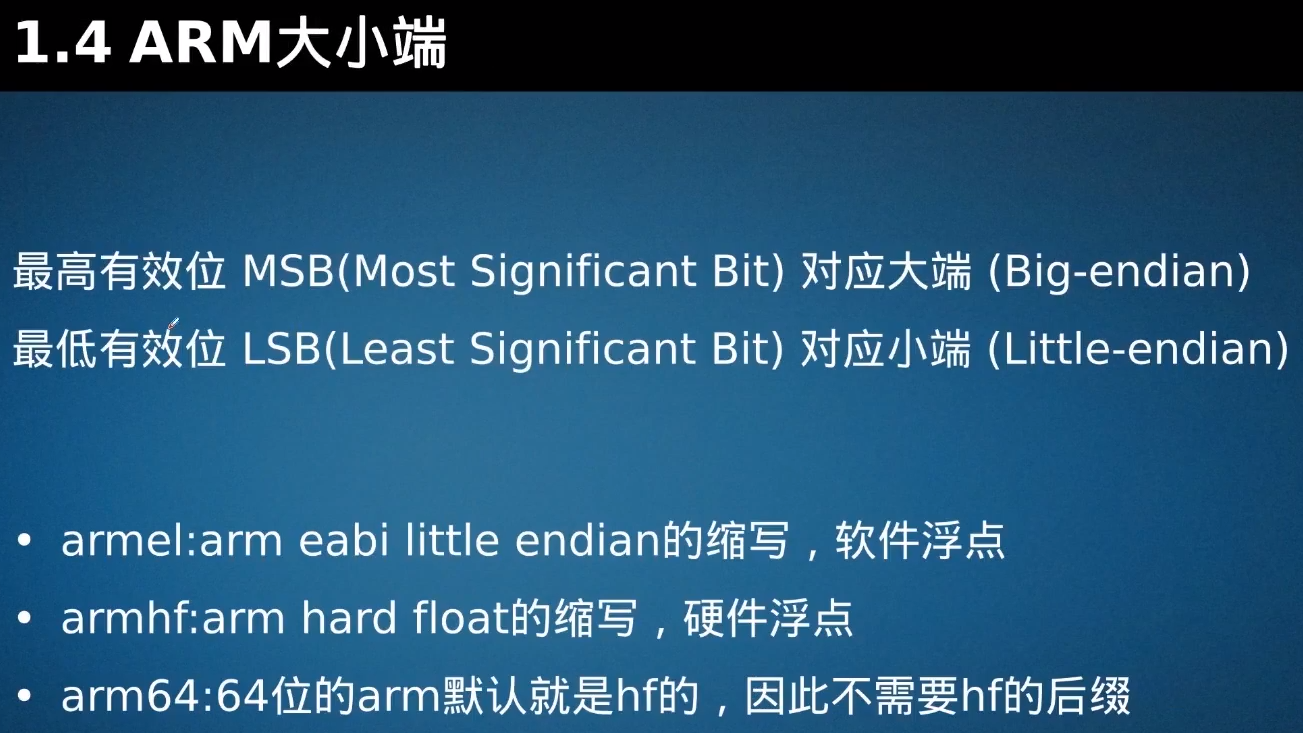 1.4 ARM大小端
最高有效位 MSB(Most Significant Bit) 对应大端 (Big-endian)
最低有效位 LSB(Least Significant Bit) 对应小端 (Little-endian)
• armel:arm eabi little endian的缩写，软件浮点
• armhf:arm hard float的缩写，硬件浮点
• arm64:64位的arm默认就是hf的，因此不需要hf的后缀